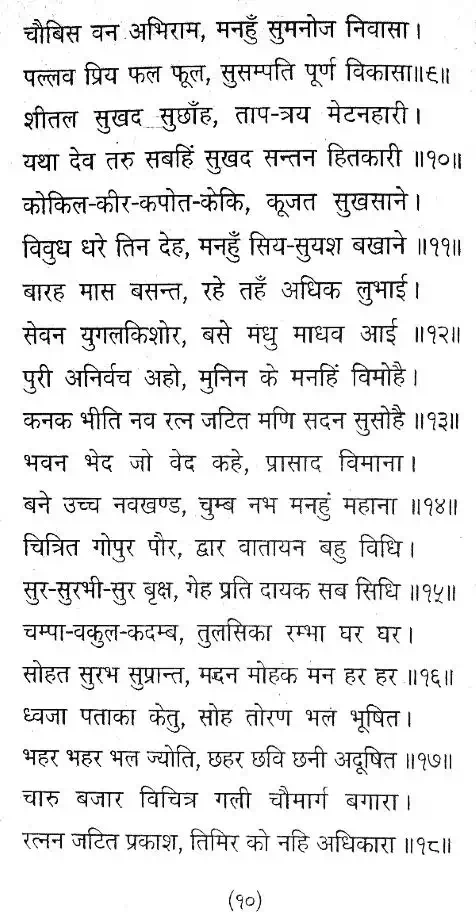 चौबिस वन अभिराम, मनहुँ सुमनोज निवासा।
पल्लव प्रिय फल फूल, सुसम्पति पूर्ण विकासा॥९॥
शीतल सुखद सुछाँह, ताप-त्रय मेटनहारी।
यथा देव तरु सबहिं सुखद सन्तन हितकारी॥१०॥
कोकिल-कीर-कपोत-केकि, कूजत सुखसाने।
विवुध धरे तिन देह, मनहुँ सिय-सुयश बखाने॥११॥
बारह मास बसन्त, रहे तहँ अधिक लुभाई।
सेवन युगलकिशोर, बसे मधु माधव आई॥१२॥
पुरी अनिर्वच अहो, मुनिन के मनहिं विमोहै।
कनक भीति नव रत्न जटित मणि सदन सुसोहै॥१३॥
भवन भेद जो वेद कहे, प्रासाद विमाना।
बने उच्च नवखण्ड, चुम्ब नभ मनहुं महाना॥१४॥
चित्रित गोपुर पौर, द्वार वातायन बहु विधि।
सुर-सुरभी-सुर बृक्ष, गेह प्रति दायक सब सिधि॥१५॥
चम्पा-वकुल-कदम्ब, तुलसिका रम्भा घर घर।
सोहत सुरभ सुप्रान्त, मदन मोहक मन हर हर॥१६॥
ध्वजा पताका केतु, सोह तोरण भल भूषित।
भहर भहर भल ज्योति, छहर छवि छनी अदूषित॥१७॥
चारु बजार विचित्र गली चौमार्ग बगारा।
रत्नन जटित प्रकाश, तिमिर को नहि अधिकारा॥१८॥
(१०)